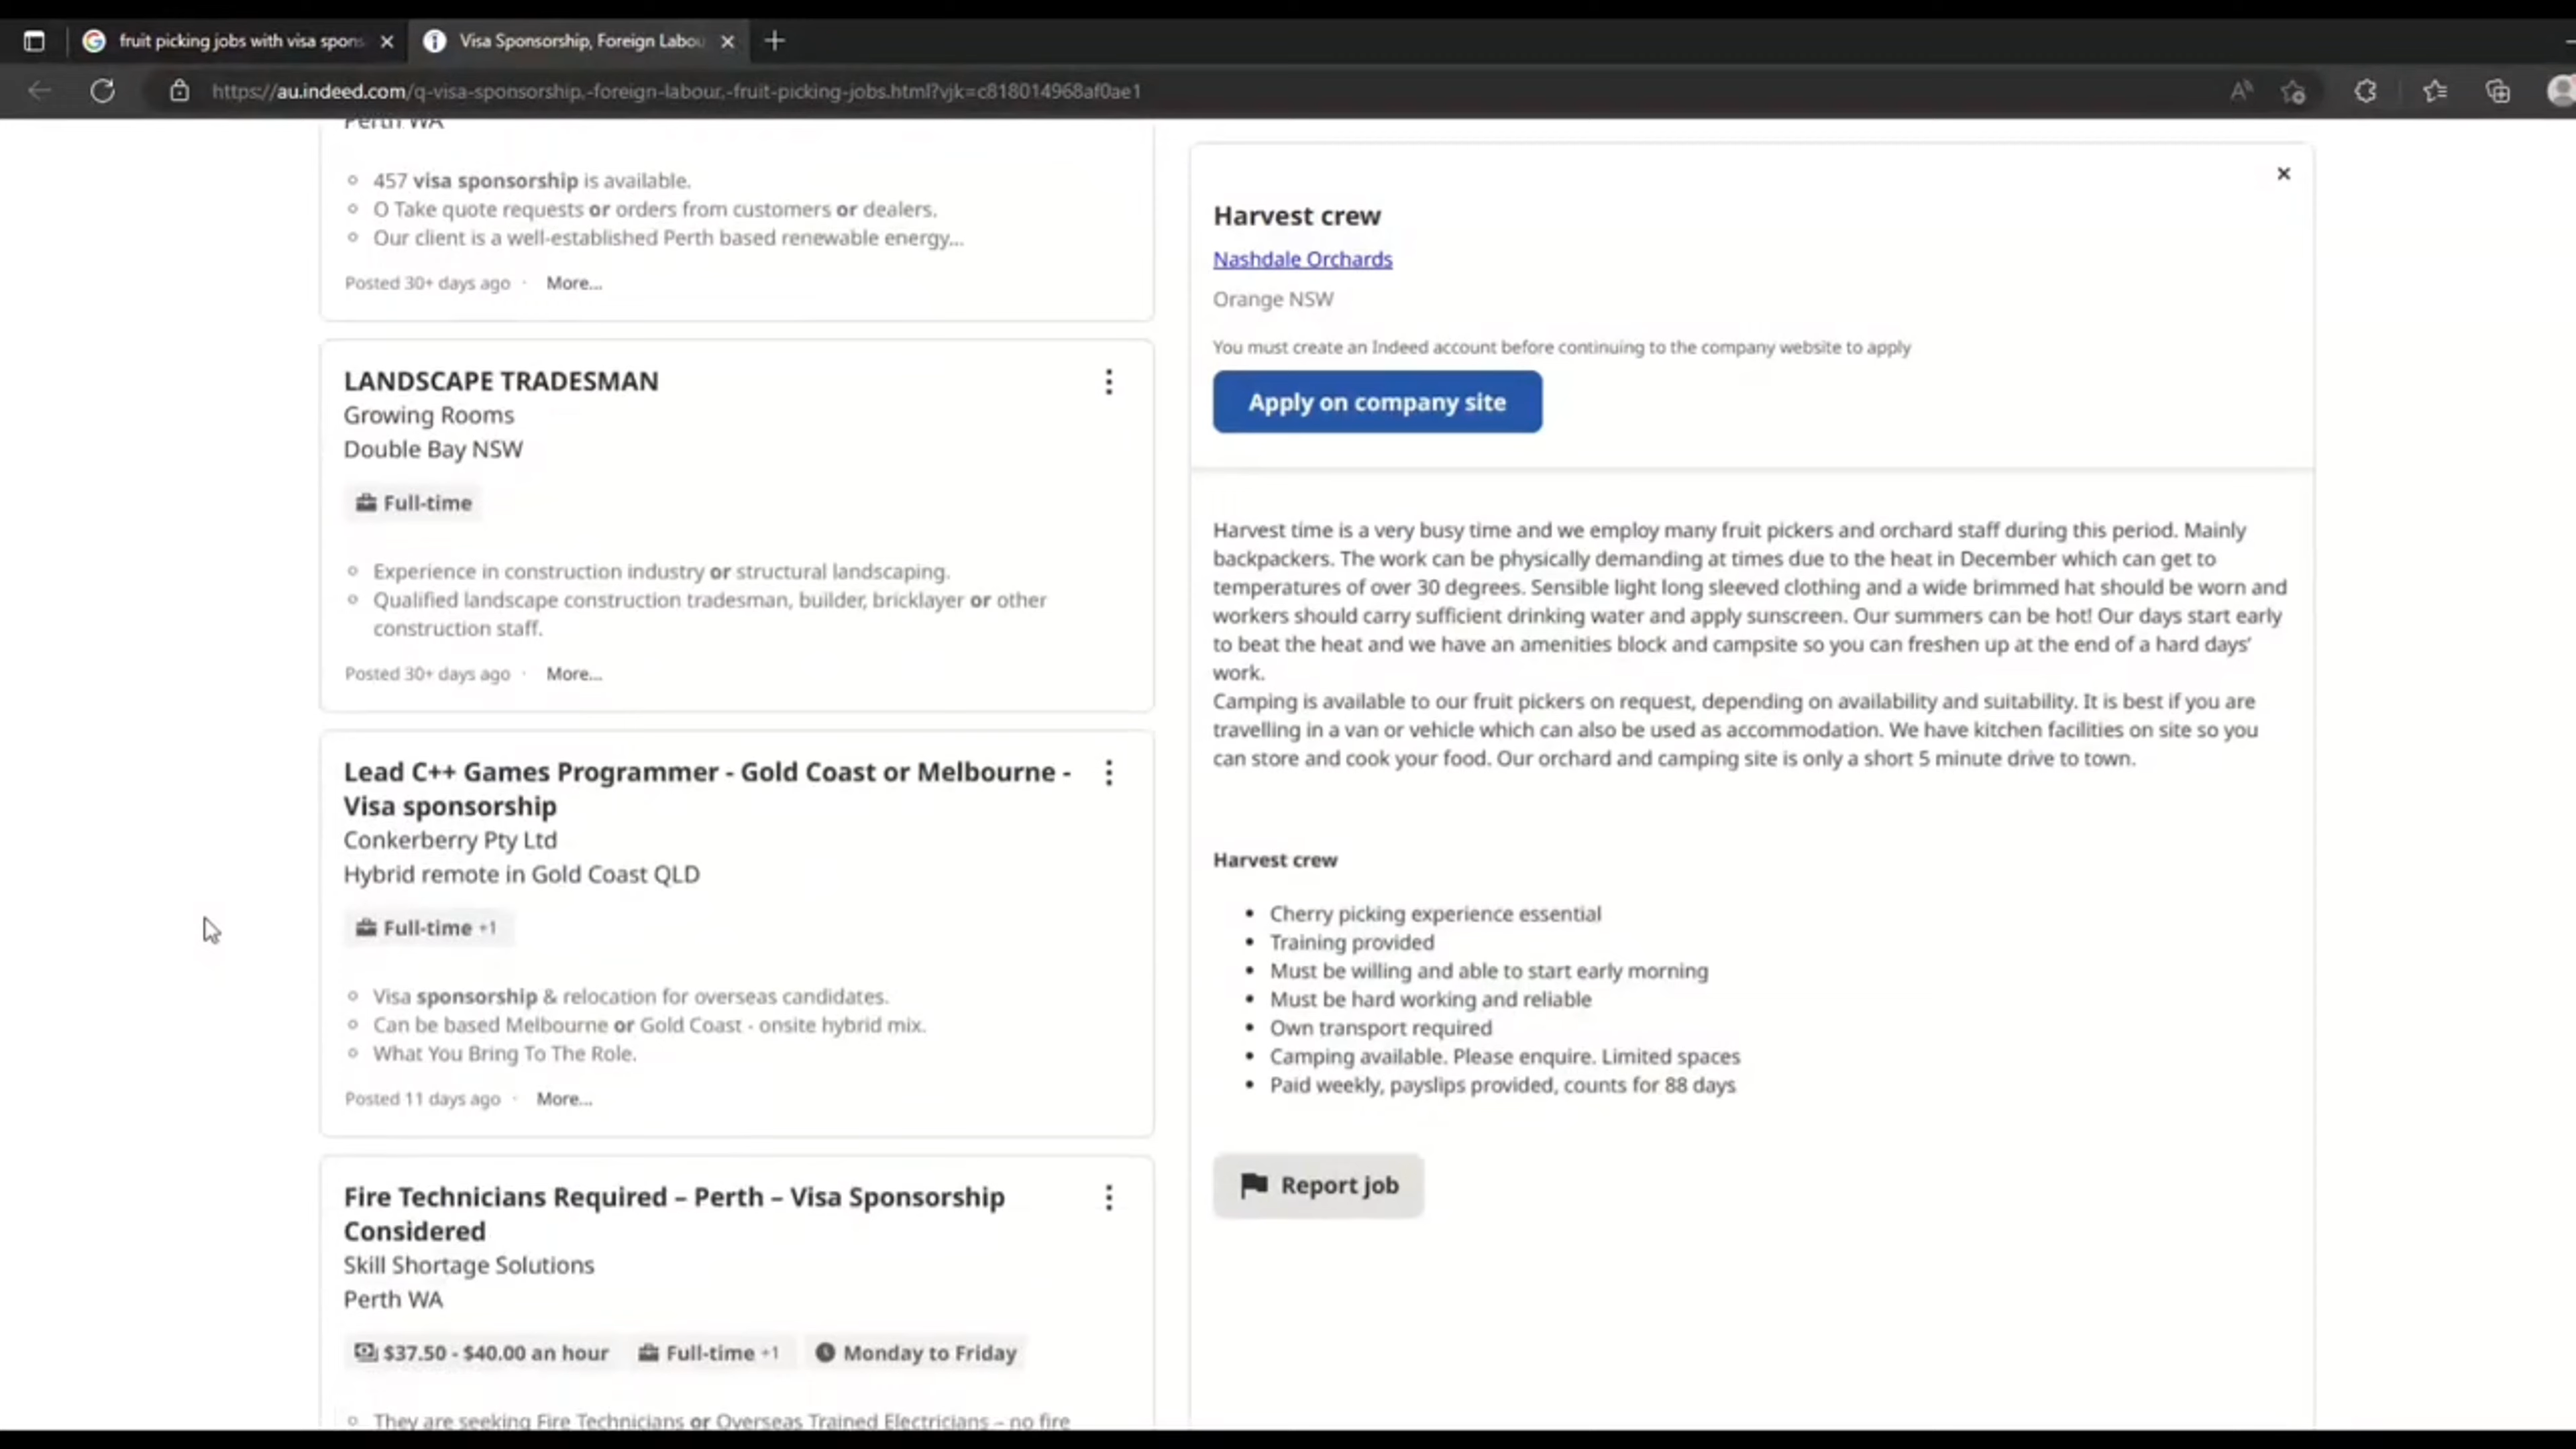 fruit picking jobs with visa spons
Visa Sponsorship, Foreign Labou
https://au.indeed.com/q-visa-sponsorship,-foreign-labour,-fruit-picking-jobs.html?vjk=c818014968af0ae1
Perth WA
457 visa sponsorship is available.
O Take quote requests or orders from customers or dealers.
Our client is a well-established Perth based renewable energy...
Posted 30+ days ago · More...
LANDSCAPE TRADESMAN
Growing Rooms
Double Bay NSW
Full-time
Experience in construction industry or structural landscaping.
Qualified landscape construction tradesman, builder, bricklayer or other
construction staff.
Posted 30+ days ago · More...
Lead C++ Games Programmer - Gold Coast or Melbourne -
Visa sponsorship
Conkerberry Pty Ltd
Hybrid remote in Gold Coast QLD
Full-time +1
Visa sponsorship & relocation for overseas candidates.
Can be based Melbourne or Gold Coast - onsite hybrid mix.
What You Bring To The Role.
Posted 11 days ago · More...
Fire Technicians Required – Perth – Visa Sponsorship
Considered
Skill Shortage Solutions
Perth WA
$37.50 - $40.00 an hour Full-time +1 Monday to Friday
They are seeking Fire Technicians or Overseas Trained Electricians – no fire
Harvest crew
Nashdale Orchards
Orange NSW
You must create an Indeed account before continuing to the company website to apply
Apply on company site
Harvest time is a very busy time and we employ many fruit pickers and orchard staff during this period. Mainly
backpackers. The work can be physically demanding at times due to the heat in December which can get to
temperatures of over 30 degrees. Sensible light long sleeved clothing and a wide brimmed hat should be worn and
workers should carry sufficient drinking water and apply sunscreen. Our summers can be hot! Our days start early
to beat the heat and we have an amenities block and campsite so you can freshen up at the end of a hard days’
work.
Camping is available to our fruit pickers on request, depending on availability and suitability. It is best if you are
travelling in a van or vehicle which can also be used as accommodation. We have kitchen facilities on site so you
can store and cook your food. Our orchard and camping site is only a short 5 minute drive to town.
Harvest crew
Cherry picking experience essential
Training provided
Must be willing and able to start early morning
Must be hard working and reliable
Own transport required
Camping available. Please enquire. Limited spaces
Paid weekly, payslips provided, counts for 88 days
Report job